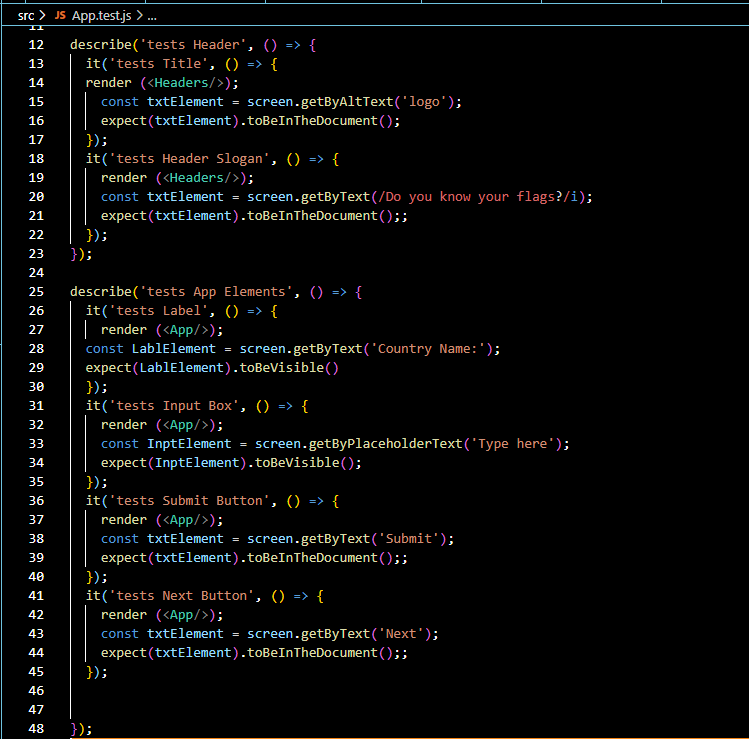 src > JS App.test.js > ...
11
12 describe('tests Header', () => {
13 it('tests Title', () => {
14 render (<Headers/>);
15 const txtElement = screen.getByAltText('logo');
16 expect(txtElement).toBeInTheDocument();
17 });
18 it('tests Header Slogan', () => {
19 render (<Headers/>);
20 const txtElement = screen.getByText(/Do you know your flags?/i);
21 expect(txtElement).toBeInTheDocument();;
22 });
23 });
24
25 describe('tests App Elements', () => {
26 it('tests Label', () => {
27 render (<App/>);
28 const LablElement = screen.getByText('Country Name:');
29 expect(LablElement).toBeVisible()
30 });
31 it('tests Input Box', () => {
32 render (<App/>);
33 const InptElement = screen.getByPlaceholderText('Type here');
34 expect(InptElement).toBeVisible();
35 });
36 it('tests Submit Button', () => {
37 render (<App/>);
38 const txtElement = screen.getByText('Submit');
39 expect(txtElement).toBeInTheDocument();;
40 });
41 it('tests Next Button', () => {
42 render (<App/>);
43 const txtElement = screen.getByText('Next');
44 expect(txtElement).toBeInTheDocument();;
45 });
46
47
48 });